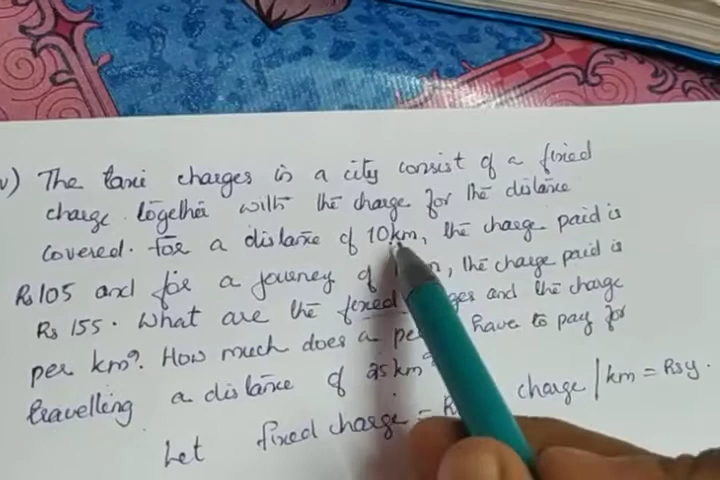 v) The taxi charges in a city consist of a fixed
charge together with the charge for the distance
covered. For a distance of 10km, the charge paid is
Rs105 and for a journey of m, the charge paid is
Rs 155. What are the fixed ges and the charge
per km? How much does a pe have to pay for
travelling a distance of 25km?
Let fixed charge = R charge/km = Rsy.